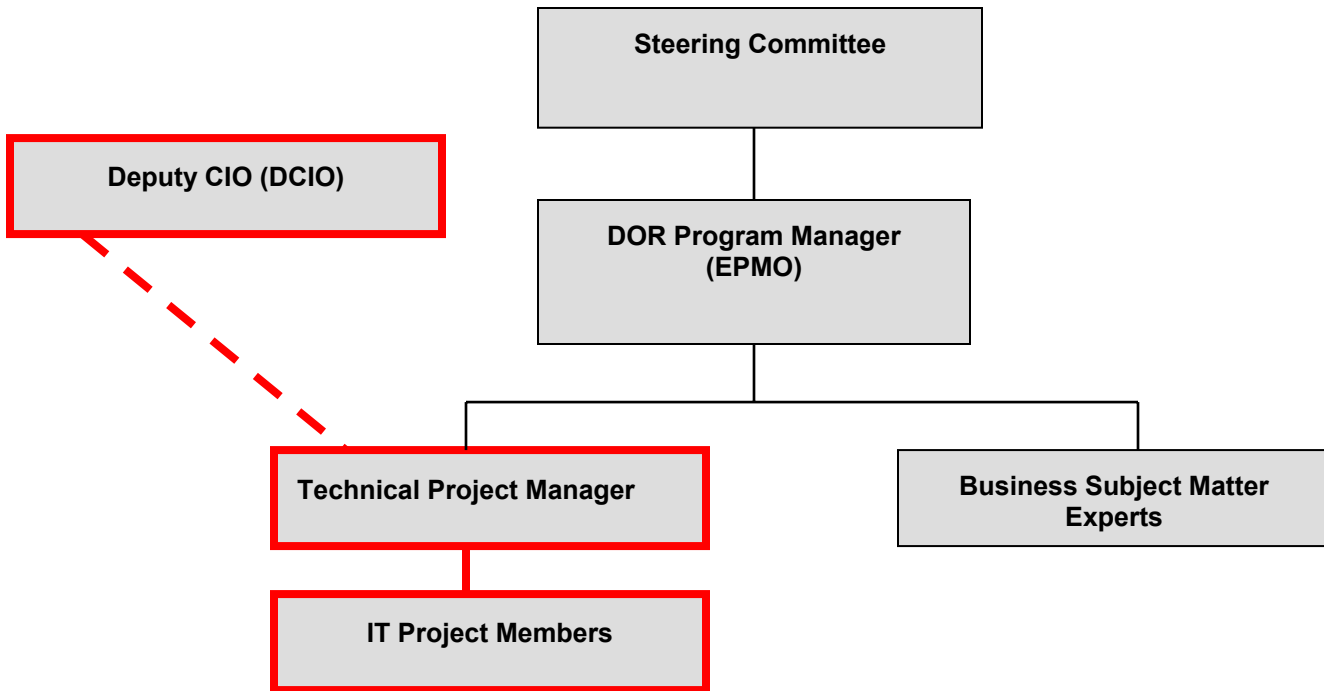 Steering Committee
Deputy CIO (DCIO)
DOR Program Manager
(EPMO)
Technical Project Manager
Business Subject Matter
Experts
IT Project Members